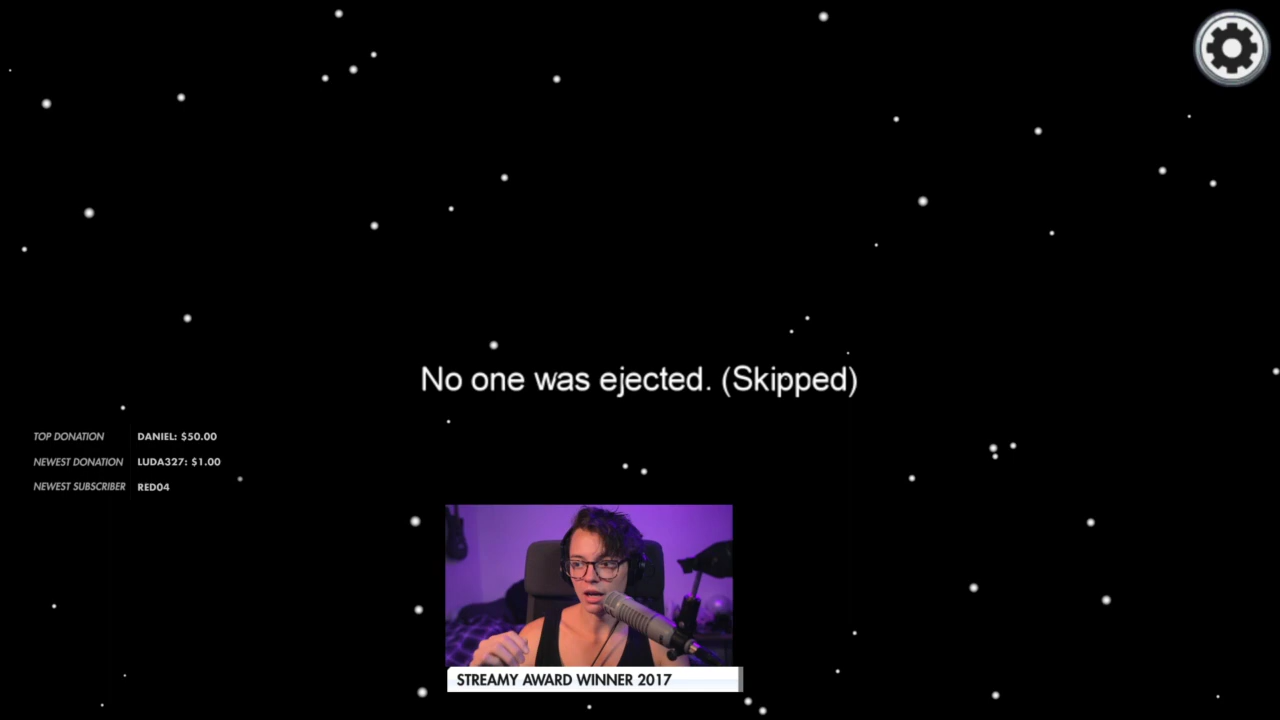 No one was ejected. (Skipped)
TOP DONATION DANIEL: $50.00
NEWEST DONATION LUDA327: $1.00
NEWEST SUBSCRIBER RED04
STREAMY AWARD WINNER 2017